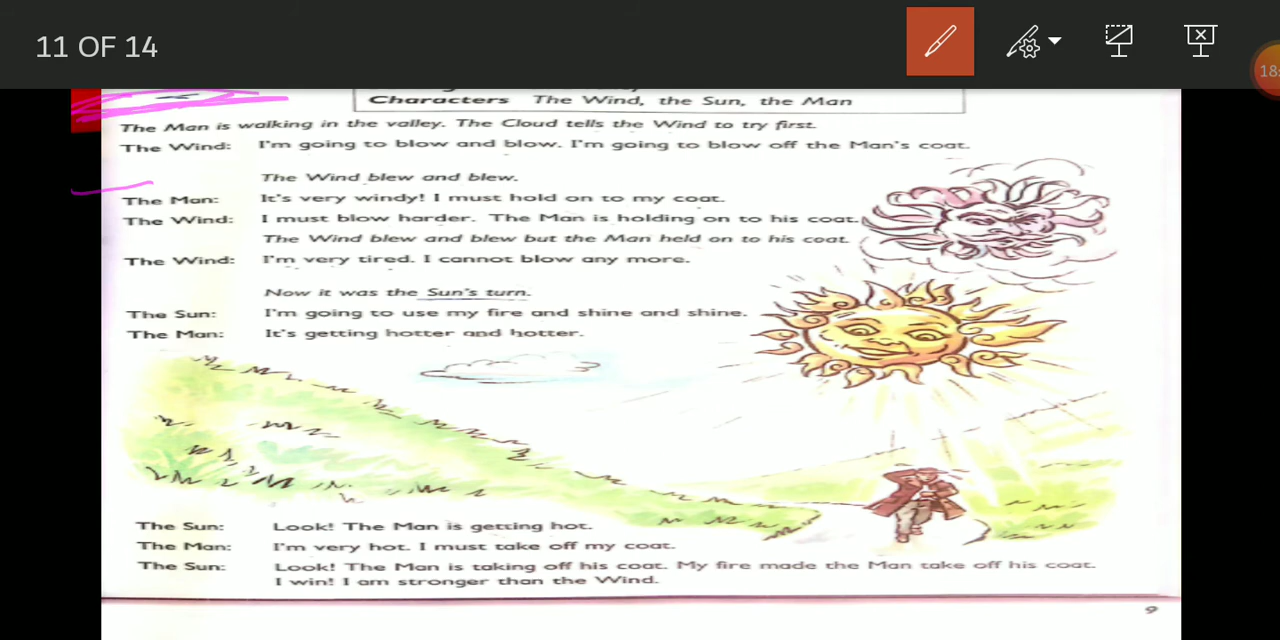 11 OF 14
18:
Characters The Wind, the Sun, the Man
The Man is walking in the valley. The Cloud tells the Wind to try first.
The Wind: I'm going to blow and blow. I'm going to blow off the Man's coat.
The Wind blew and blew.
The Man: It's very windy! I must hold on to my coat.
The Wind: I must blow harder. The Man is holding on to his coat.
The Wind blew and blew but the Man held on to his coat.
The Wind: I'm very tired. I cannot blow any more.
Now it was the Sun's turn.
The Sun: I'm going to use my fire and shine and shine.
The Man: It's getting hotter and hotter.
The Sun: Look! The Man is getting hot.
The Man: I'm very hot. I must take off my coat.
The Sun: Look! The Man is taking off his coat. My fire made the Man take off his coat.
I win! I am stronger than the Wind.
9